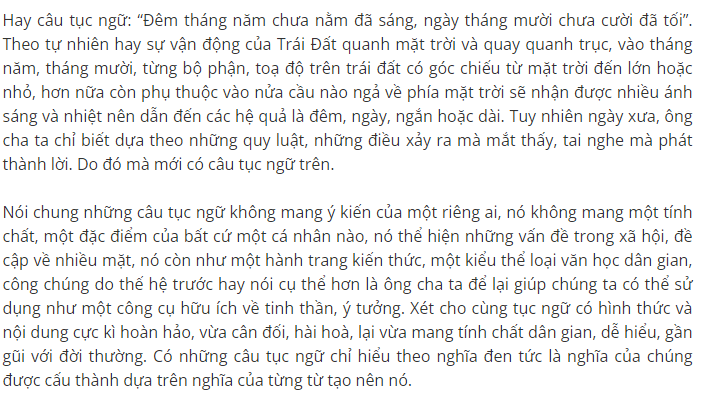 Hay câu tục ngữ: “Đêm tháng năm chưa nằm đã sáng, ngày tháng mười chưa cười đã tối”.
Theo tự nhiên hay sự vận động của Trái Đất quanh mặt trời và quay quanh trục, vào tháng
năm, tháng mười, từng bộ phận, toạ độ trên trái đất có góc chiếu từ mặt trời đến lớn hoặc
nhỏ, hơn nữa còn phụ thuộc vào nửa cầu nào ngả về phía mặt trời sẽ nhận được nhiều ánh
sáng và nhiệt nên dẫn đến các hệ quả là đêm, ngày, ngắn hoặc dài. Tuy nhiên ngày xưa, ông
cha ta chỉ biết dựa theo những quy luật, những điều xảy ra mà mắt thấy, tai nghe mà phát
thành lời. Do đó mà mới có câu tục ngữ trên.
Nói chung những câu tục ngữ không mang ý kiến của một riêng ai, nó không mang một tính
chất, một đặc điểm của bất cứ một cá nhân nào, nó thể hiện những vấn đề trong xã hội, đề
cập về nhiều mặt, nó còn như một hành trang kiến thức, một kiểu thể loại văn học dân gian,
công chúng do thế hệ trước hay nói cụ thể hơn là ông cha ta để lại giúp chúng ta có thể sử
dụng như một công cụ hữu ích về tinh thần, ý tưởng. Xét cho cùng tục ngữ có hình thức và
nội dung cực kì hoàn hảo, vừa cân đối, hài hoà, lại vừa mang tính chất dân gian, dễ hiểu, gần
gũi với đời thường. Có những câu tục ngữ chỉ hiểu theo nghĩa đen tức là nghĩa của chúng
được cấu thành dựa trên nghĩa của từng từ tạo nên nó.